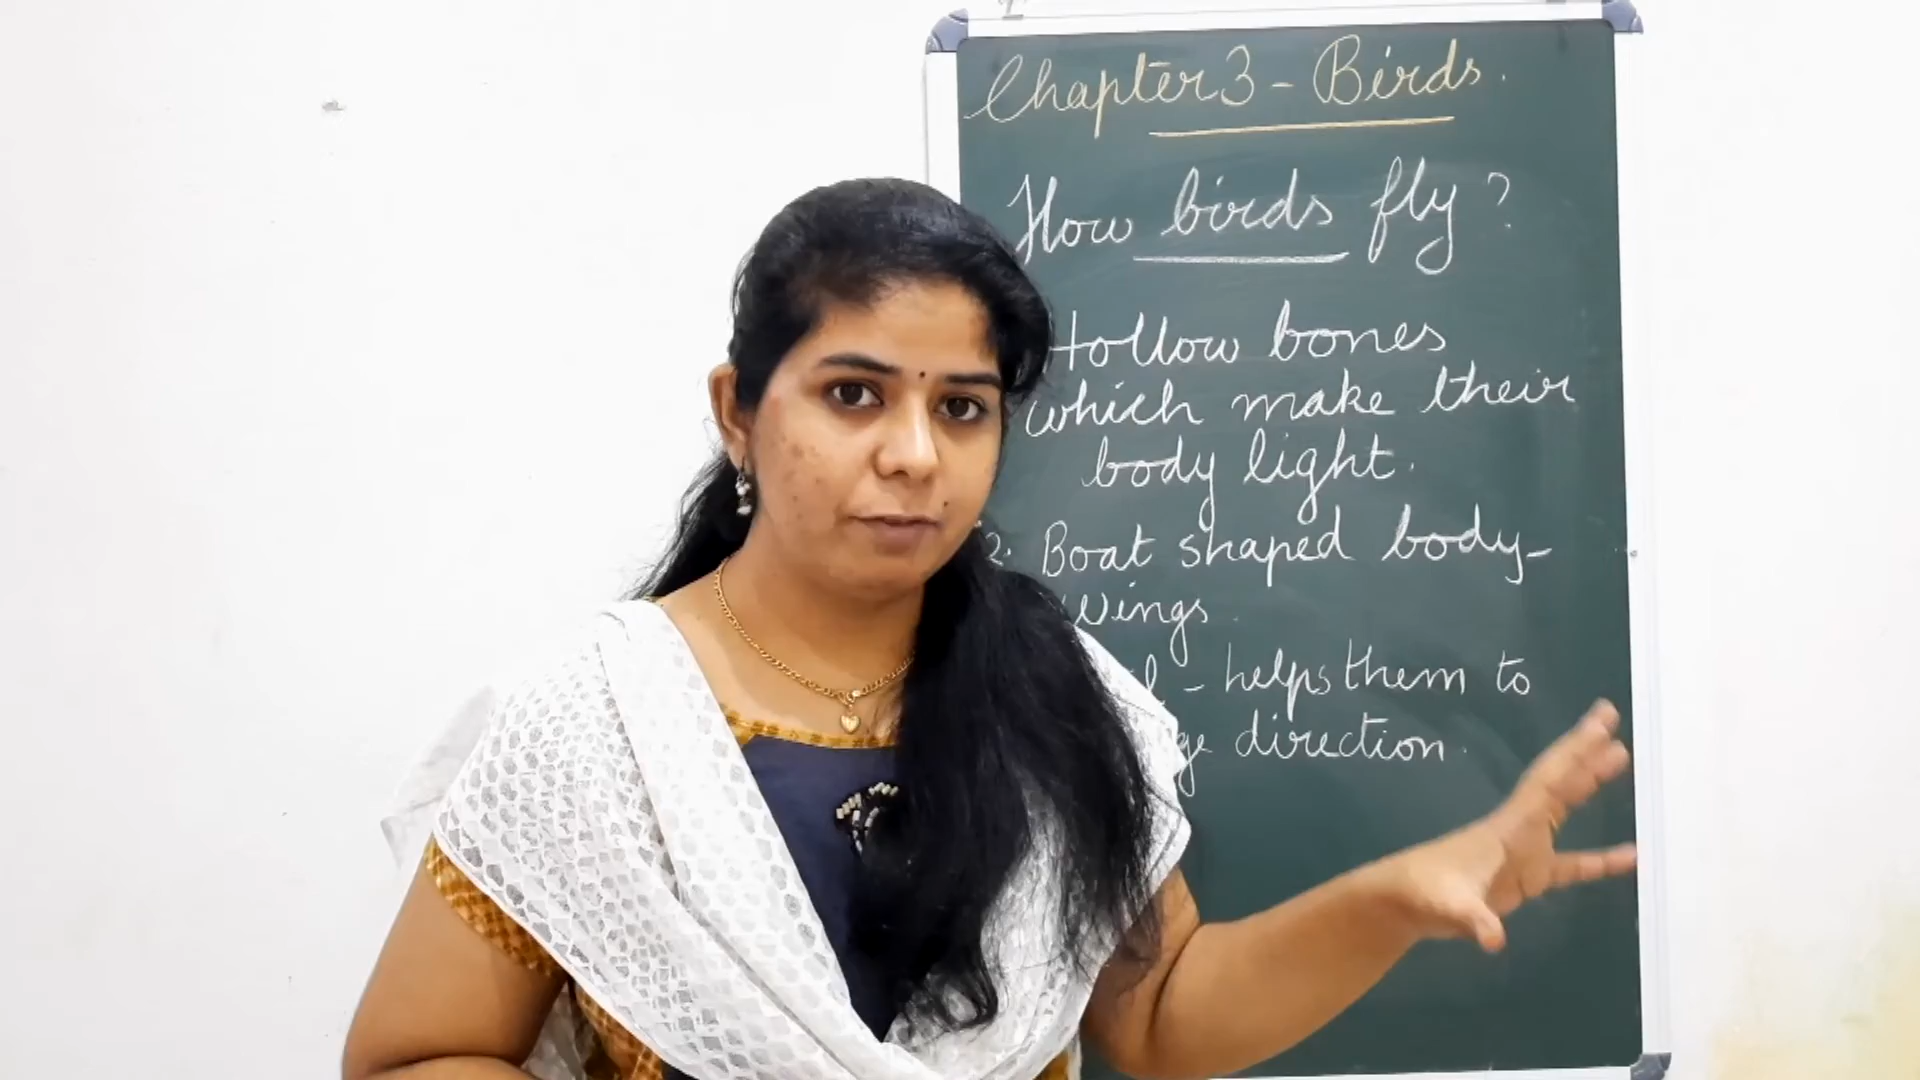 Chapter 3 - Birds.
How birds fly?
Hollow bones
which make their
body light.
2. Boat shaped body-
wings.
- helps them to
direction.